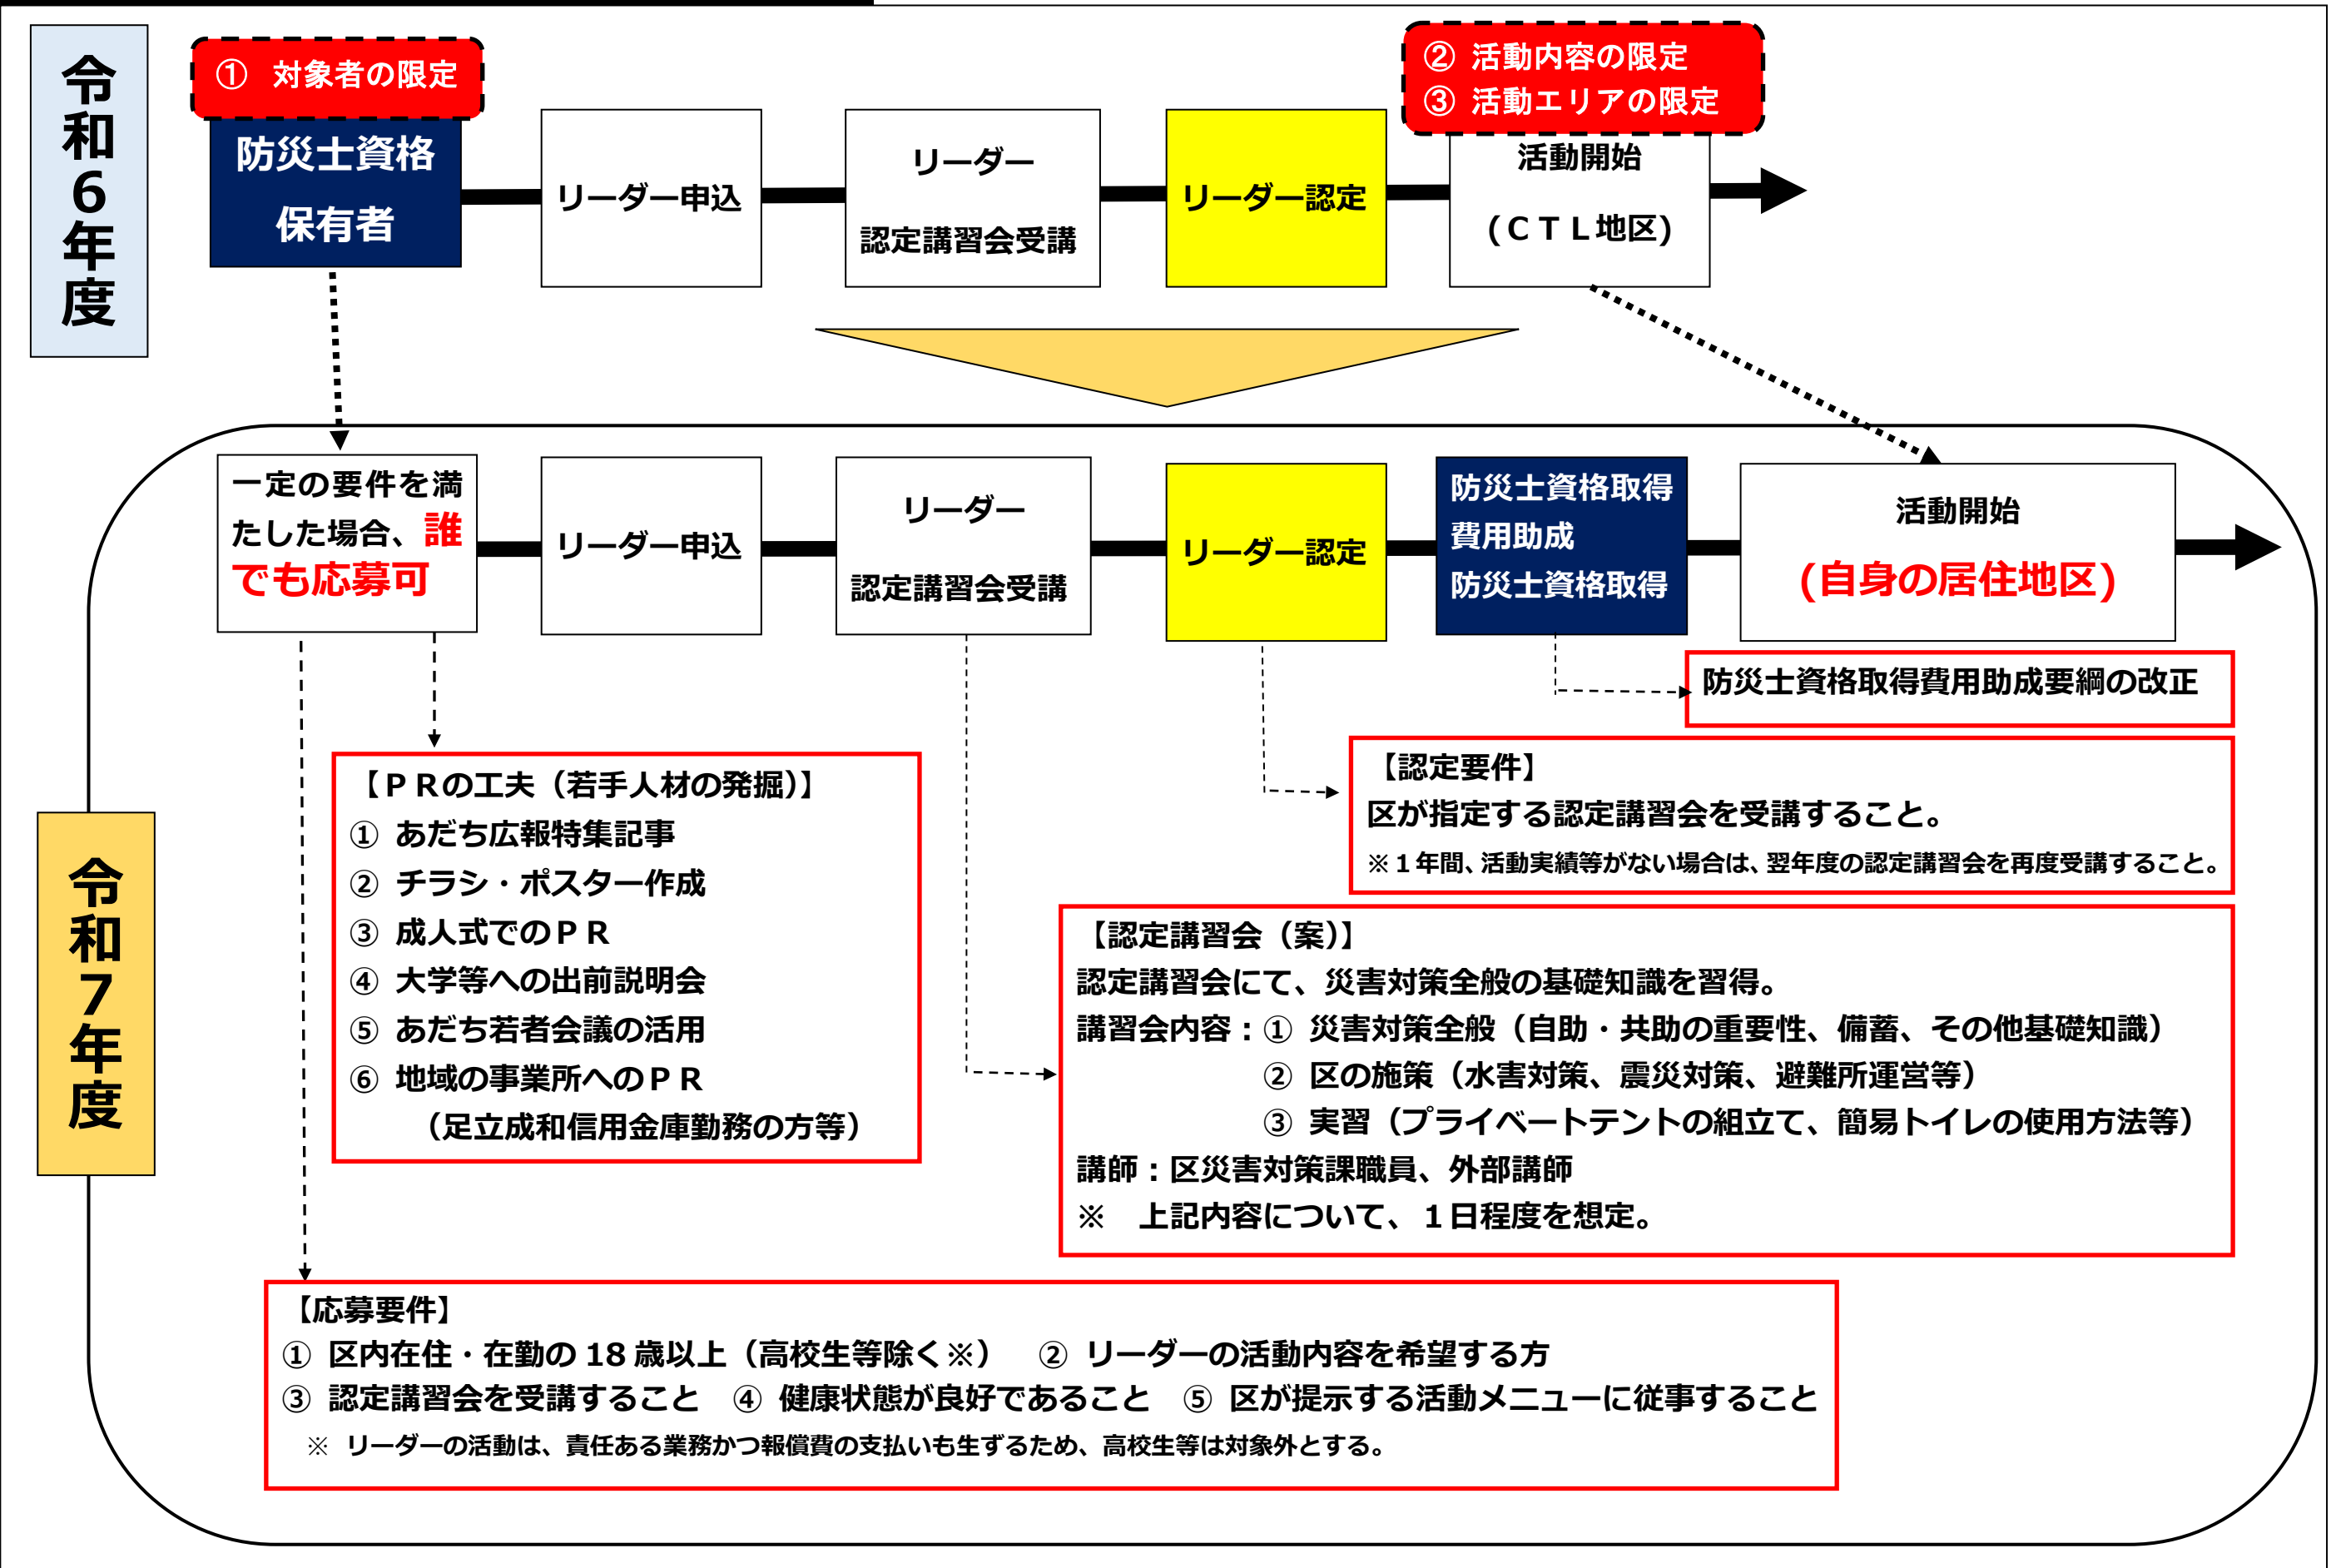 令和６年度
① 対象者の限定
防災士資格
保有者
リーダー申込
リーダー
認定講習会受講
リーダー認定
② 活動内容の限定
③ 活動エリアの限定
活動開始
(ＣＴＬ地区)
令和７年度
一定の要件を満
たした場合、誰
でも応募可
リーダー申込
リーダー
認定講習会受講
リーダー認定
防災士資格取得
費用助成
防災士資格取得
活動開始
(自身の居住地区)
防災士資格取得費用助成要綱の改正
【認定要件】
区が指定する認定講習会を受講すること。
※１年間、活動実績等がない場合は、翌年度の認定講習会を再度受講すること。
【ＰＲの工夫（若手人材の発掘）】
① あだち広報特集記事
② チラシ・ポスター作成
③ 成人式でのＰＲ
④ 大学等への出前説明会
⑤ あだち若者会議の活用
⑥ 地域の事業所へのＰＲ
（足立成和信用金庫勤務の方等）
【認定講習会（案）】
認定講習会にて、災害対策全般の基礎知識を習得。
講習会内容：① 災害対策全般（自助・共助の重要性、備蓄、その他基礎知識）
② 区の施策（水害対策、震災対策、避難所運営等）
③ 実習（プライベートテントの組立て、簡易トイレの使用方法等）
講師：区災害対策課職員、外部講師
※　上記内容について、１日程度を想定。
【応募要件】
① 区内在住・在勤の 18 歳以上（高校生等除く※）　② リーダーの活動内容を希望する方
③ 認定講習会を受講すること　④ 健康状態が良好であること　⑤ 区が提示する活動メニューに従事すること
※ リーダーの活動は、責任ある業務かつ報償費の支払いも生ずるため、高校生等は対象外とする。